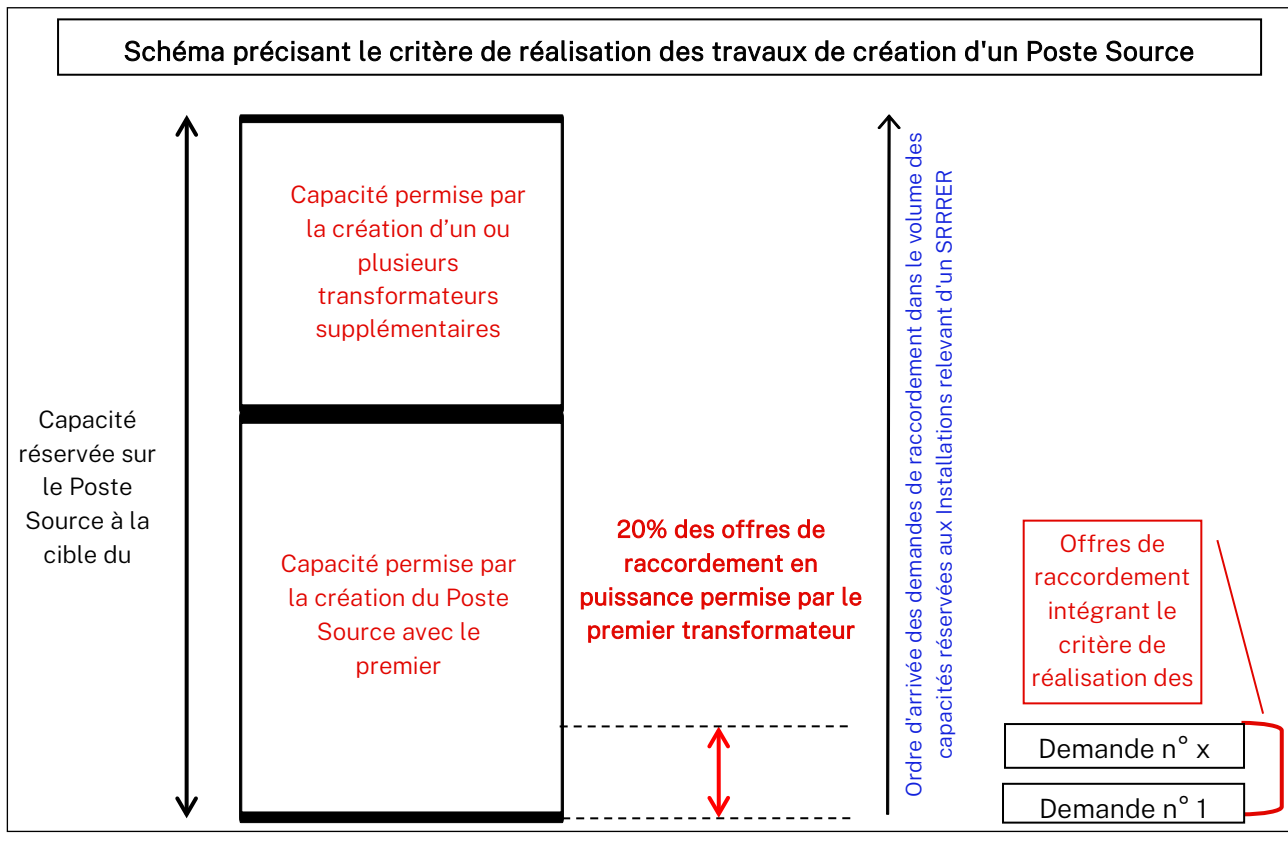 Schéma précisant le critère de réalisation des travaux de création d'un Poste Source
Capacité permise par
la création d’un ou
plusieurs
transformateurs
supplémentaires
Capacité
réservée sur
le Poste
Source à la
cible du
Capacité permise par
la création du Poste
Source avec le
premier
20% des offres de
raccordement en
puissance permise par le
premier transformateur
Ordre d'arrivée des demandes de raccordement dans le volume des
capacités réservées aux Installations relevant d'un SRRRER
Offres de
raccordement
intégrant le
critère de
réalisation des
Demande n° x
Demande n° 1